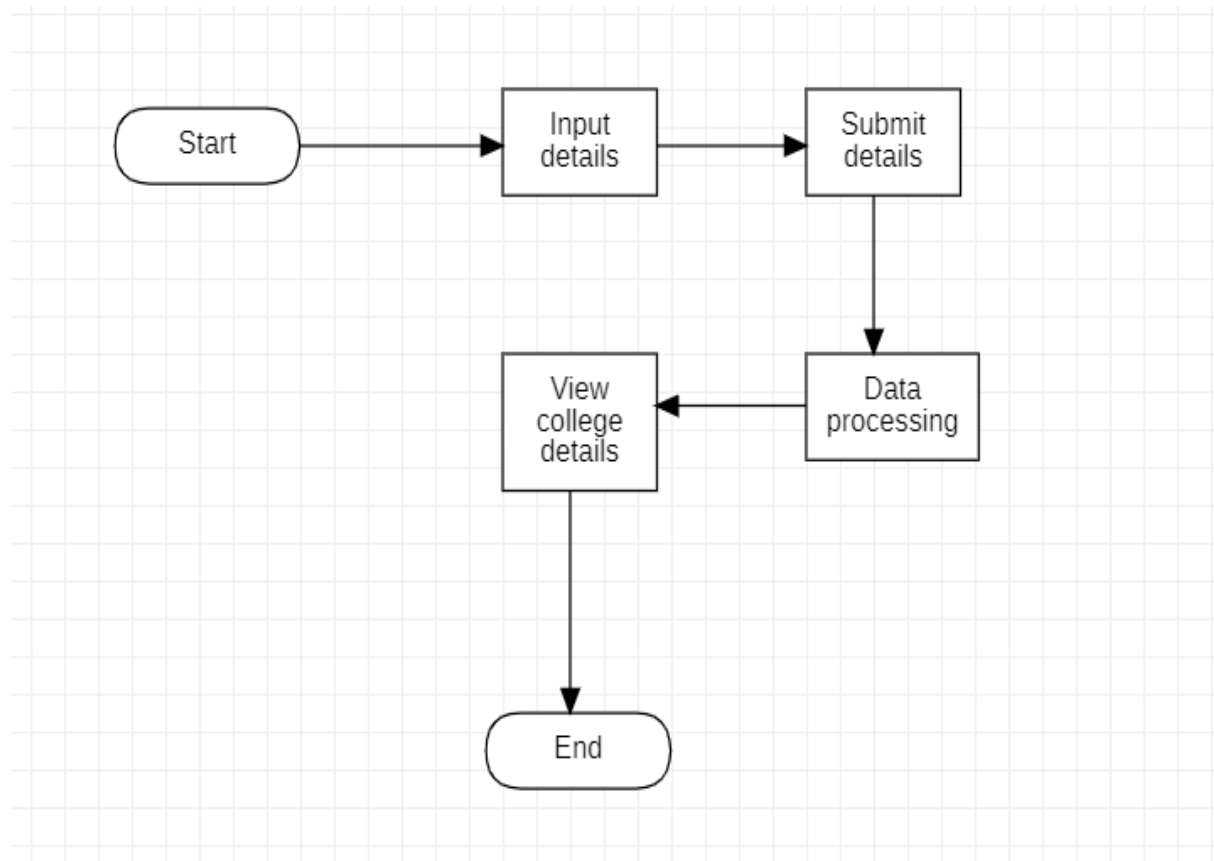 Start
Input
details
Submit
details
Data
processing
View
college
details
End